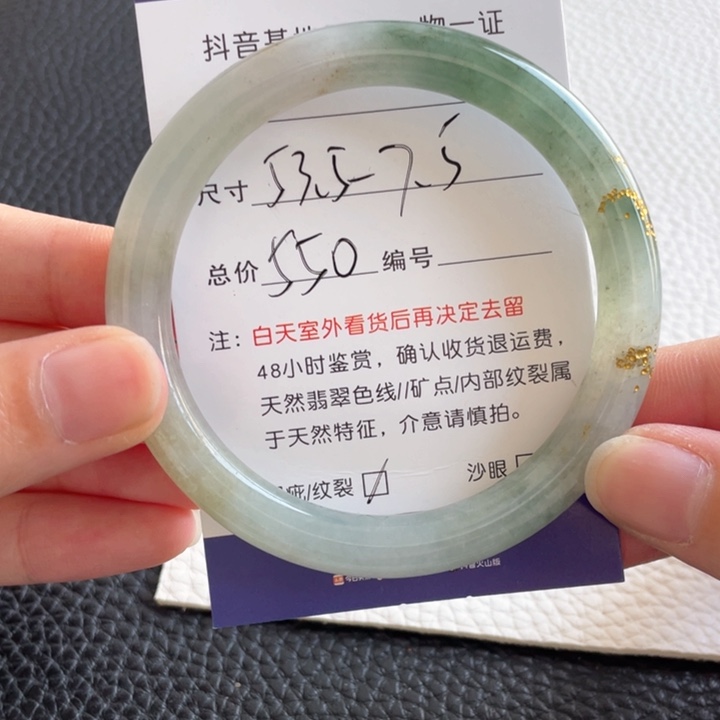 抖音基地 物一证
尺寸 53.5-7.5
总价 550 编号
注：白天室外看货后再决定去留
48小时鉴赏，确认收货退运费，
天然翡翠色线//矿点/内部纹裂属
于天然特征，介意请慎拍。
疵/纹裂 沙眼